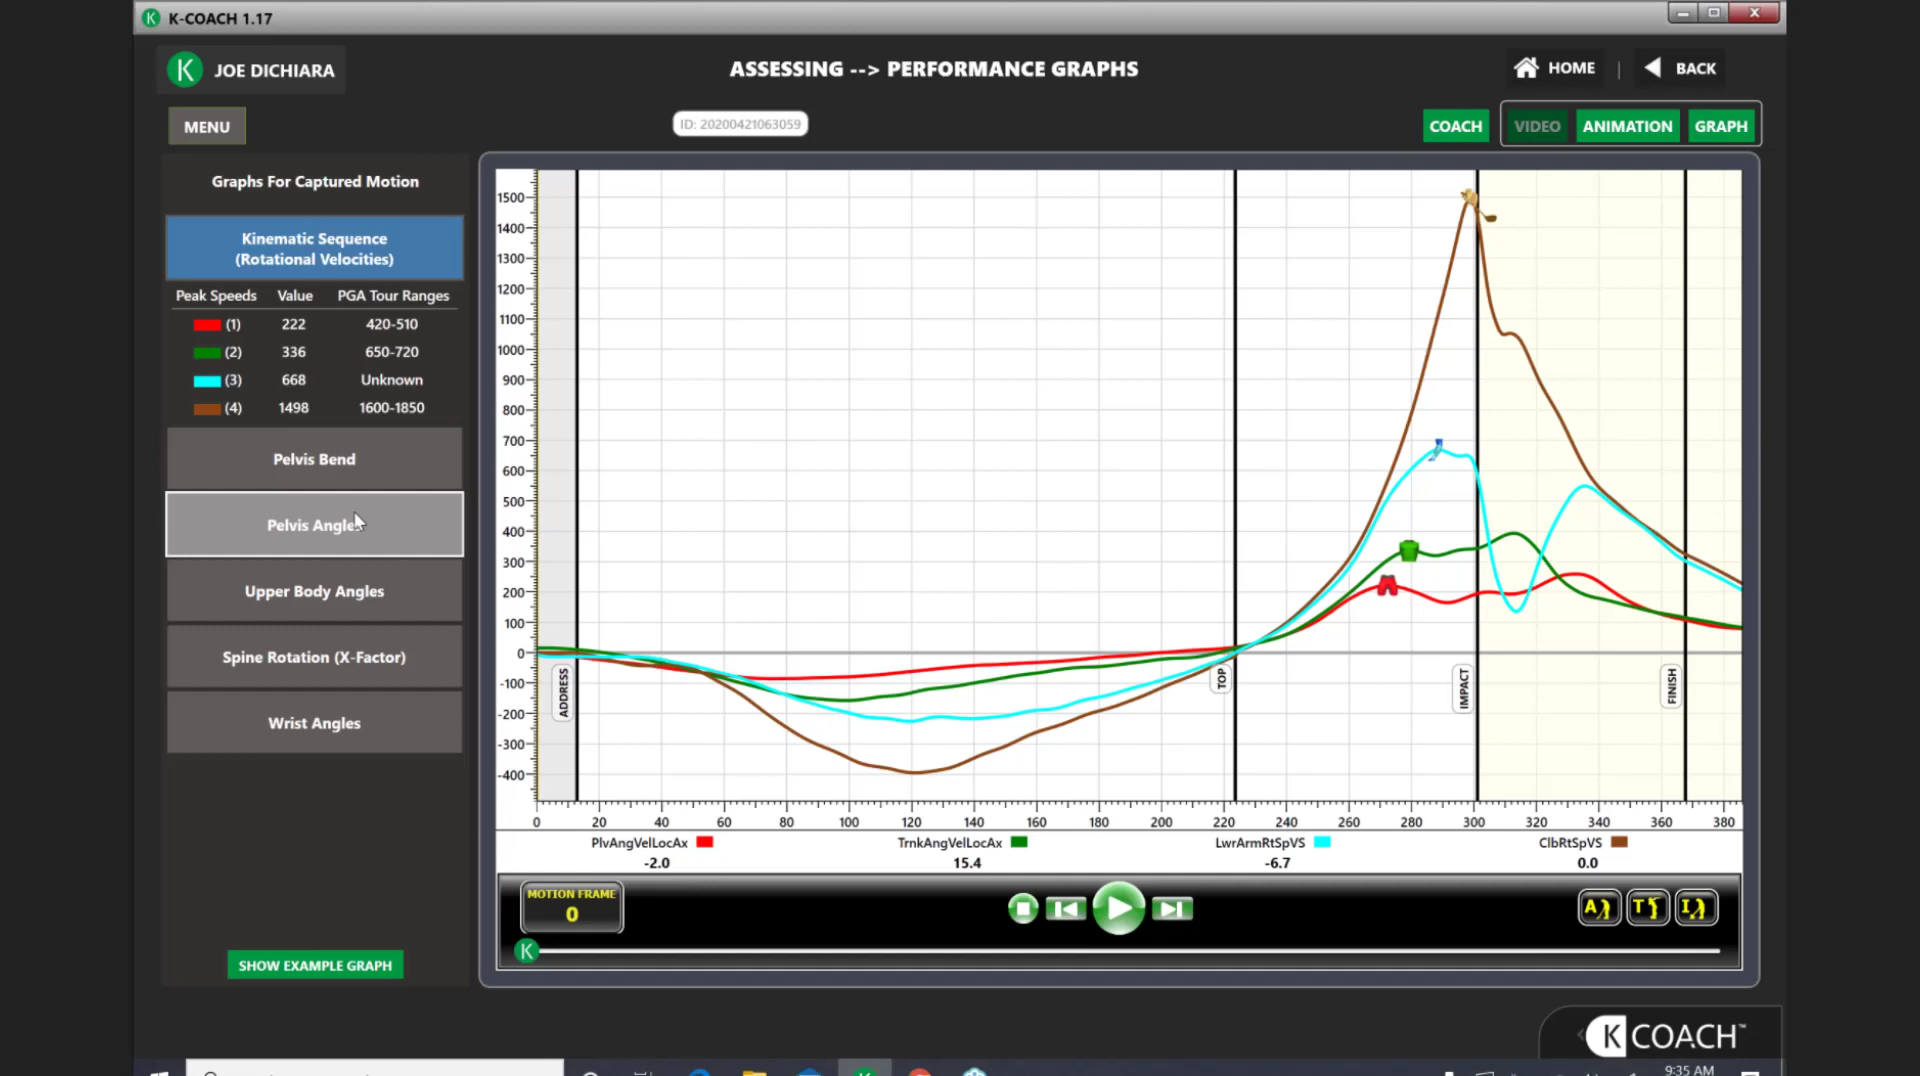 K-COACH 1.17
K JOE DICHIARA
ASSESSING --> PERFORMANCE GRAPHS
HOME | BACK
MENU
ID: 20200421063059
COACH VIDEO ANIMATION GRAPH
Graphs For Captured Motion
Kinematic Sequence
(Rotational Velocities)
Peak Speeds Value PGA Tour Ranges
(1) 222 420-510
(2) 336 650-720
(3) 668 Unknown
(4) 1498 1600-1850
Pelvis Bend
Pelvis Angles
Upper Body Angles
Spine Rotation (X-Factor)
Wrist Angles
SHOW EXAMPLE GRAPH
1500
1400
1300
1200
1100
1000
900
800
700
600
500
400
300
200
100
0
-100
-200
-300
-400
ADDRESS
TOP
IMPACT
FINISH
0 20 40 60 80 100 120 140 160 180 200 220 240 260 280 300 320 340 360 380
PlvAngVelLocAx TrnkAngVelLocAx LwrArmRtSpVS ClbRtSpVS
-2.0 15.4 -6.7 0.0
MOTION FRAME
0
A T I
K
K COACH™
9:35 AM